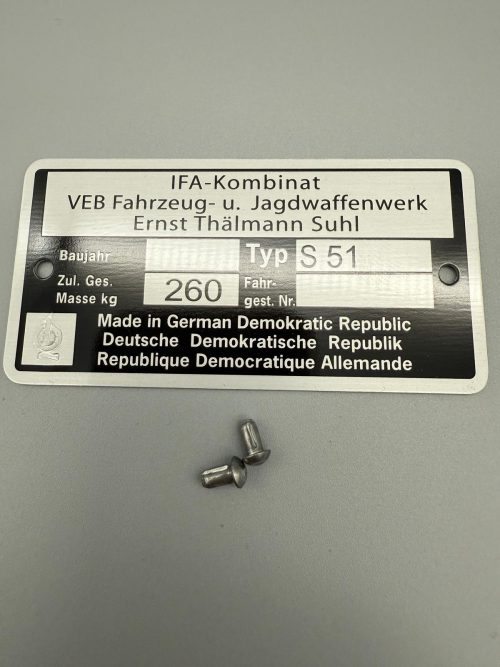 IFA-Kombinat
VEB Fahrzeug- u. Jagdwaffenwerk
Ernst Thälmann Suhl
Baujahr Typ S 51
Zul. Ges. Masse kg 260 Fahr- gest. Nr.
Made in German Demokratic Republic
Deutsche Demokratische Republik
Republique Democratique Allemande